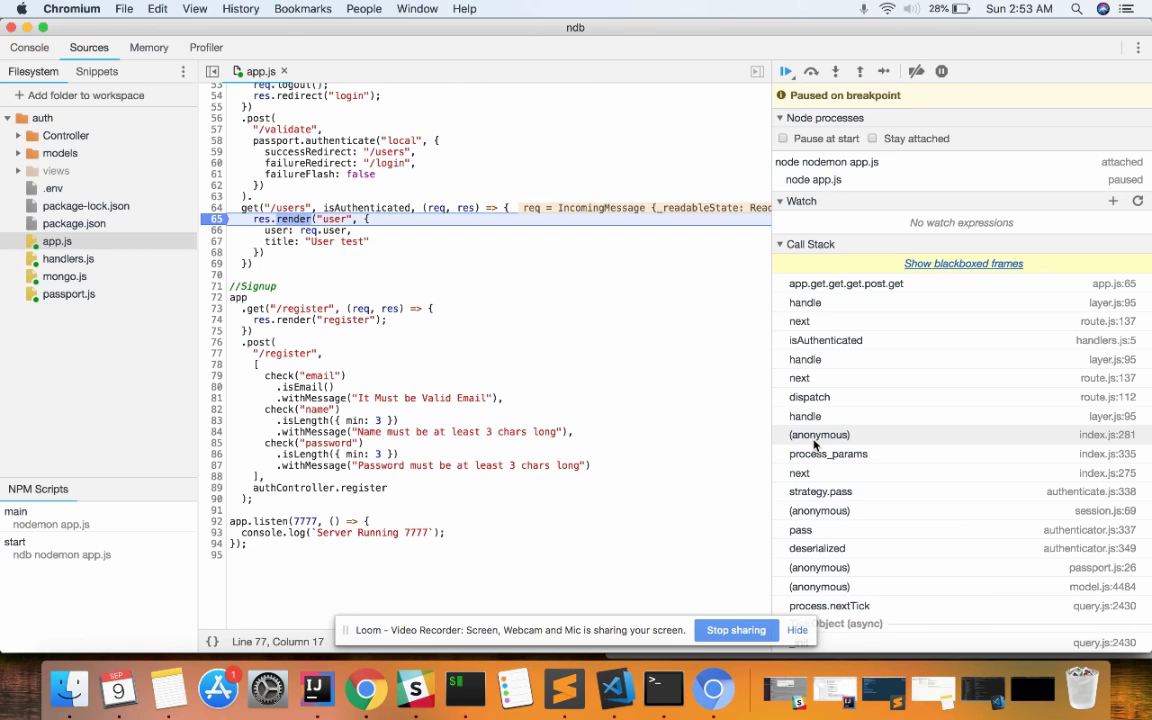 Chromium File Edit View History Bookmarks People Window Help 28% Sun 2:53 AM
ndb
Console Sources Memory Profiler
Filesystem Snippets
app.js
Add folder to workspace
auth
Controller
models
views
.env
package-lock.json
package.json
app.js
handlers.js
mongo.js
passport.js
NPM Scripts
main
nodemon app.js
start
ndb nodemon app.js
53 req.logout();
54 res.redirect("login");
55 })
56 .post(
57 "/validate",
58 passport.authenticate("local", {
59 successRedirect: "/users",
60 failureRedirect: "/login",
61 failureFlash: false
62 })
63 ).
64 get("/users", isAuthenticated, (req, res) => { req = IncomingMessage {_readableState: Reac
65 res.render("user", {
66 user: req.user,
67 title: "User test"
68 })
69 })
70
71 //Signup
72 app
73 .get("/register", (req, res) => {
74 res.render("register");
75 })
76 .post(
77 "/register",
78 [
79 check("email")
80 .isEmail()
81 .withMessage("It Must be Valid Email"),
82 check("name")
83 .isLength({ min: 3 })
84 .withMessage("Name must be at least 3 chars long"),
85 check("password")
86 .isLength({ min: 3 })
87 .withMessage("Password must be at least 3 chars long")
88 ],
89 authController.register
90 );
91
92 app.listen(7777, () => {
93 console.log(`Server Running 7777`);
94 });
95
{} Line 77, Column 17
Paused on breakpoint
Node processes
Pause at start Stay attached
node nodemon app.js attached
node app.js paused
Watch
No watch expressions
Call Stack
Show blackboxed frames
app.get.get.get.post.get app.js:65
handle layer.js:95
next route.js:137
isAuthenticated handlers.js:5
handle layer.js:95
next route.js:137
dispatch route.js:112
handle layer.js:95
(anonymous) index.js:281
process_params index.js:335
next index.js:275
strategy.pass authenticate.js:338
(anonymous) session.js:69
pass authenticator.js:337
deserialized authenticator.js:349
(anonymous) passport.js:26
(anonymous) model.js:4484
process.nextTick query.js:2430
Object (async)
_init query.js:2430
Loom - Video Recorder: Screen, Webcam and Mic is sharing your screen. Stop sharing Hide
SEP
9
1
IJ